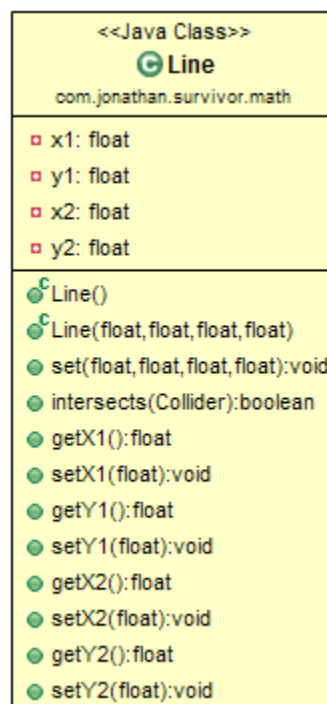 <<Java Class>>
Line
com.jonathan.survivor.math
x1: float
y1: float
x2: float
y2: float
Line()
Line(float,float,float,float)
set(float,float,float,float):void
intersects(Collider):boolean
getX1():float
setX1(float):void
getY1():float
setY1(float):void
getX2():float
setX2(float):void
getY2():float
setY2(float):void